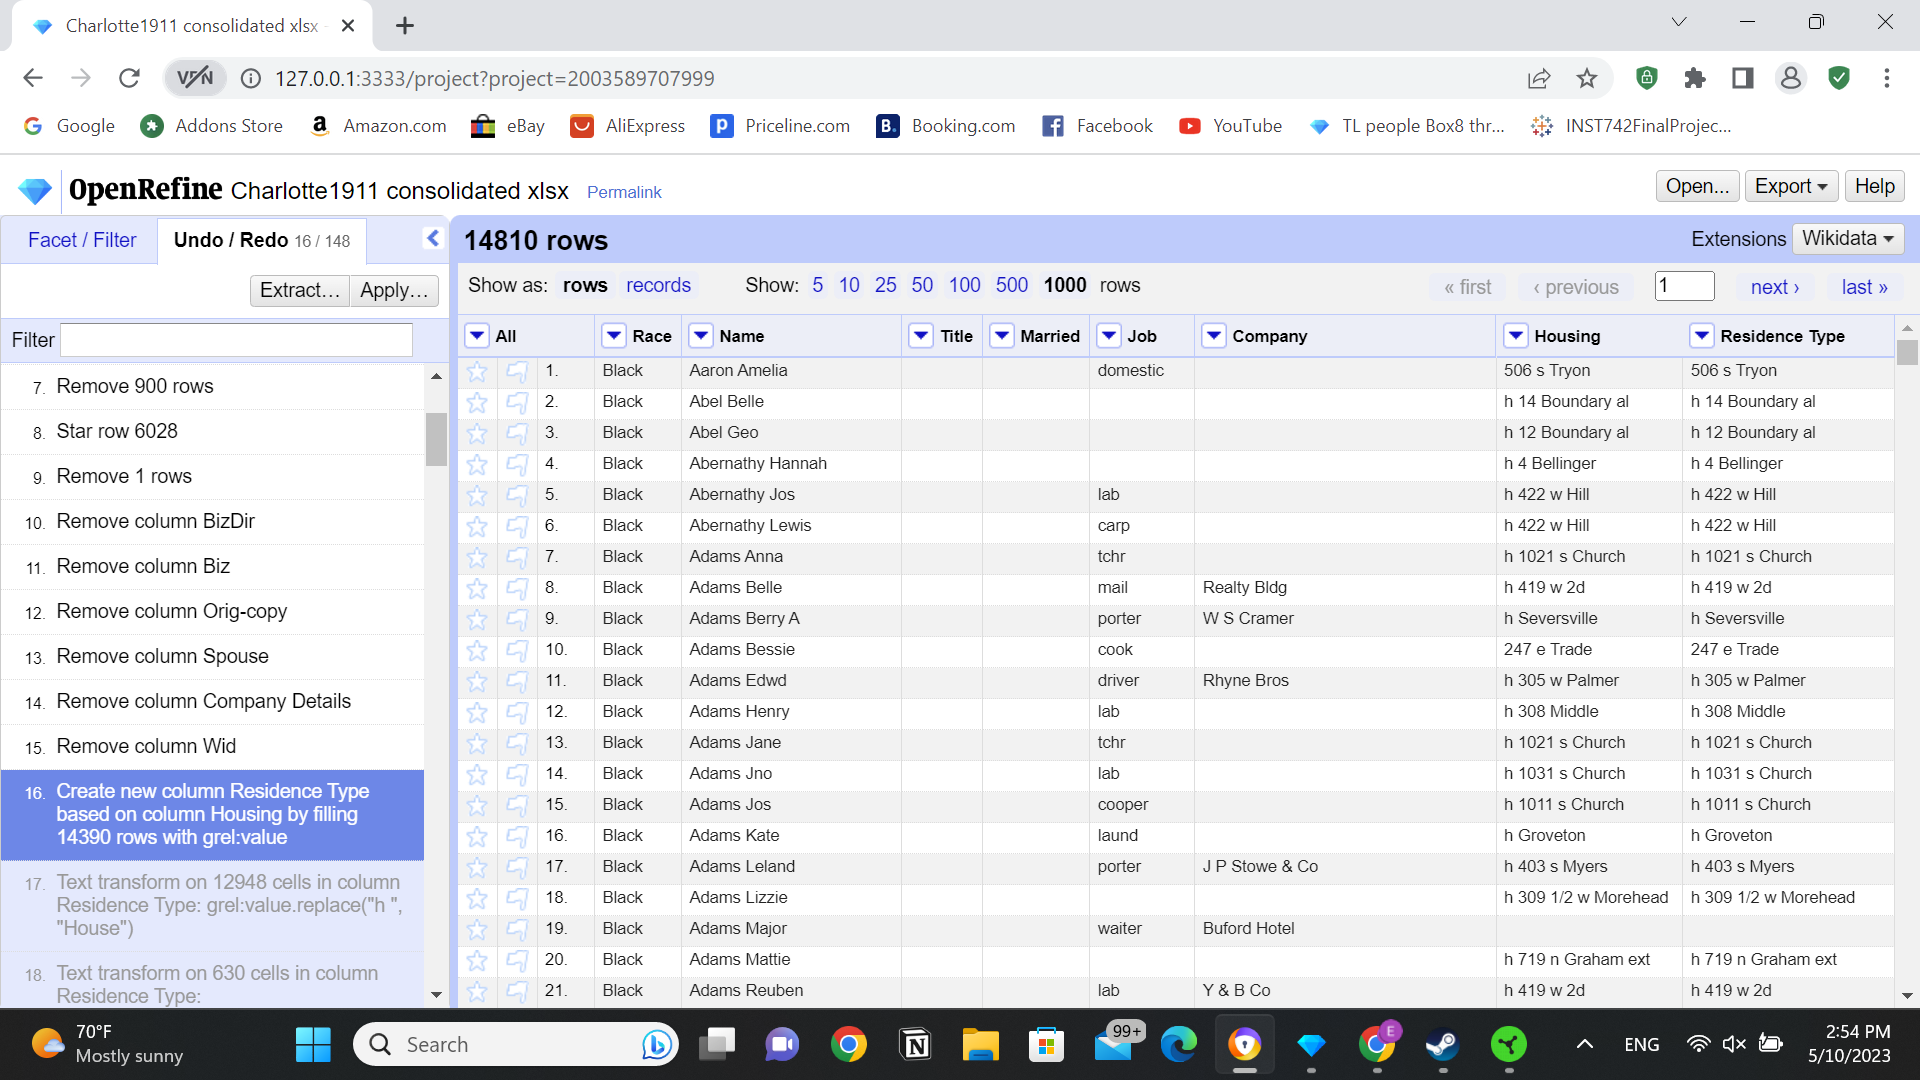 Charlotte1911 consolidated xlsx
VPN 127.0.0.1:3333/project?project=2003589707999
Google Addons Store Amazon.com eBay AliExpress Priceline.com Booking.com Facebook YouTube TL people Box8 thr... INST742FinalProjec...
OpenRefine Charlotte1911 consolidated xlsx Permalink Open... Export Help
Facet / Filter Undo / Redo 16 / 148 14810 rows Extensions Wikidata
Extract... Apply... Show as: rows records Show: 5 10 25 50 100 500 1000 rows « first ‹ previous 1 next › last »
Filter
7. Remove 900 rows
8. Star row 6028
9. Remove 1 rows
10. Remove column BizDir
11. Remove column Biz
12. Remove column Orig-copy
13. Remove column Spouse
14. Remove column Company Details
15. Remove column Wid
16. Create new column Residence Type
based on column Housing by filling
14390 rows with grel:value
17. Text transform on 12948 cells in column
Residence Type: grel:value.replace("h ",
"House")
18. Text transform on 630 cells in column
Residence Type:
All Race Name Title Married Job Company Housing Residence Type
1. Black Aaron Amelia domestic 506 s Tryon 506 s Tryon
2. Black Abel Belle h 14 Boundary al h 14 Boundary al
3. Black Abel Geo h 12 Boundary al h 12 Boundary al
4. Black Abernathy Hannah h 4 Bellinger h 4 Bellinger
5. Black Abernathy Jos lab h 422 w Hill h 422 w Hill
6. Black Abernathy Lewis carp h 422 w Hill h 422 w Hill
7. Black Adams Anna tchr h 1021 s Church h 1021 s Church
8. Black Adams Belle mail Realty Bldg h 419 w 2d h 419 w 2d
9. Black Adams Berry A porter W S Cramer h Seversville h Seversville
10. Black Adams Bessie cook 247 e Trade 247 e Trade
11. Black Adams Edwd driver Rhyne Bros h 305 w Palmer h 305 w Palmer
12. Black Adams Henry lab h 308 Middle h 308 Middle
13. Black Adams Jane tchr h 1021 s Church h 1021 s Church
14. Black Adams Jno lab h 1031 s Church h 1031 s Church
15. Black Adams Jos cooper h 1011 s Church h 1011 s Church
16. Black Adams Kate laund h Groveton h Groveton
17. Black Adams Leland porter J P Stowe & Co h 403 s Myers h 403 s Myers
18. Black Adams Lizzie h 309 1/2 w Morehead h 309 1/2 w Morehead
19. Black Adams Major waiter Buford Hotel
20. Black Adams Mattie h 719 n Graham ext h 719 n Graham ext
21. Black Adams Reuben lab Y & B Co h 419 w 2d h 419 w 2d
70°F
Mostly sunny
Search
99+
E
ENG
2:54 PM
5/10/2023